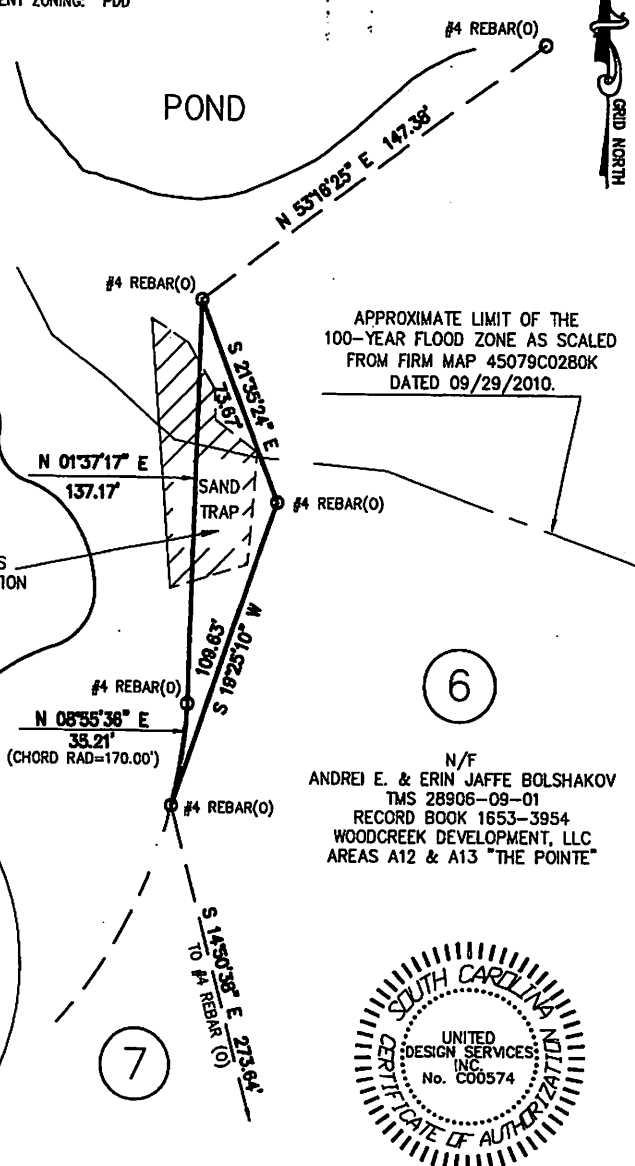 ENT ZONING: PDD
#4 REBAR(O)
GRID NORTH
POND
N 53°16'25" E 147.38'
#4 REBAR(O)
APPROXIMATE LIMIT OF THE
100-YEAR FLOOD ZONE AS SCALED
FROM FIRM MAP 45079C0280K
DATED 09/29/2010.
S 21°35'24" E
73.67'
N 01°37'17" E
137.17'
SAND
TRAP
#4 REBAR(O)
S
ION
109.63'
S 19°25'10" W
#4 REBAR(O)
N 08°55'36" E
35.21'
(CHORD RAD=170.00')
#4 REBAR(O)
6
N/F
ANDREI E. & ERIN JAFFE BOLSHAKOV
TMS 28906-09-01
RECORD BOOK 1653-3954
WOODCREEK DEVELOPMENT, LLC
AREAS A12 & A13 "THE POINTE"
S 14°50'38" E 273.64'
TO #4 REBAR (O)
7
SOUTH CAROLINA
CERTIFICATE OF AUTHORIZATION
UNITED
DESIGN SERVICES
INC.
No. C00574